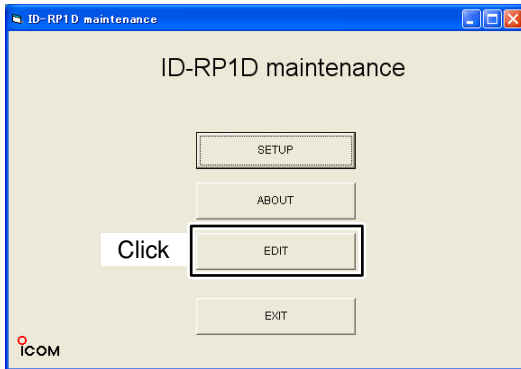 ID-RP1D maintenance
ID-RP1D maintenance
SETUP
ABOUT
Click EDIT
EXIT
ICOM